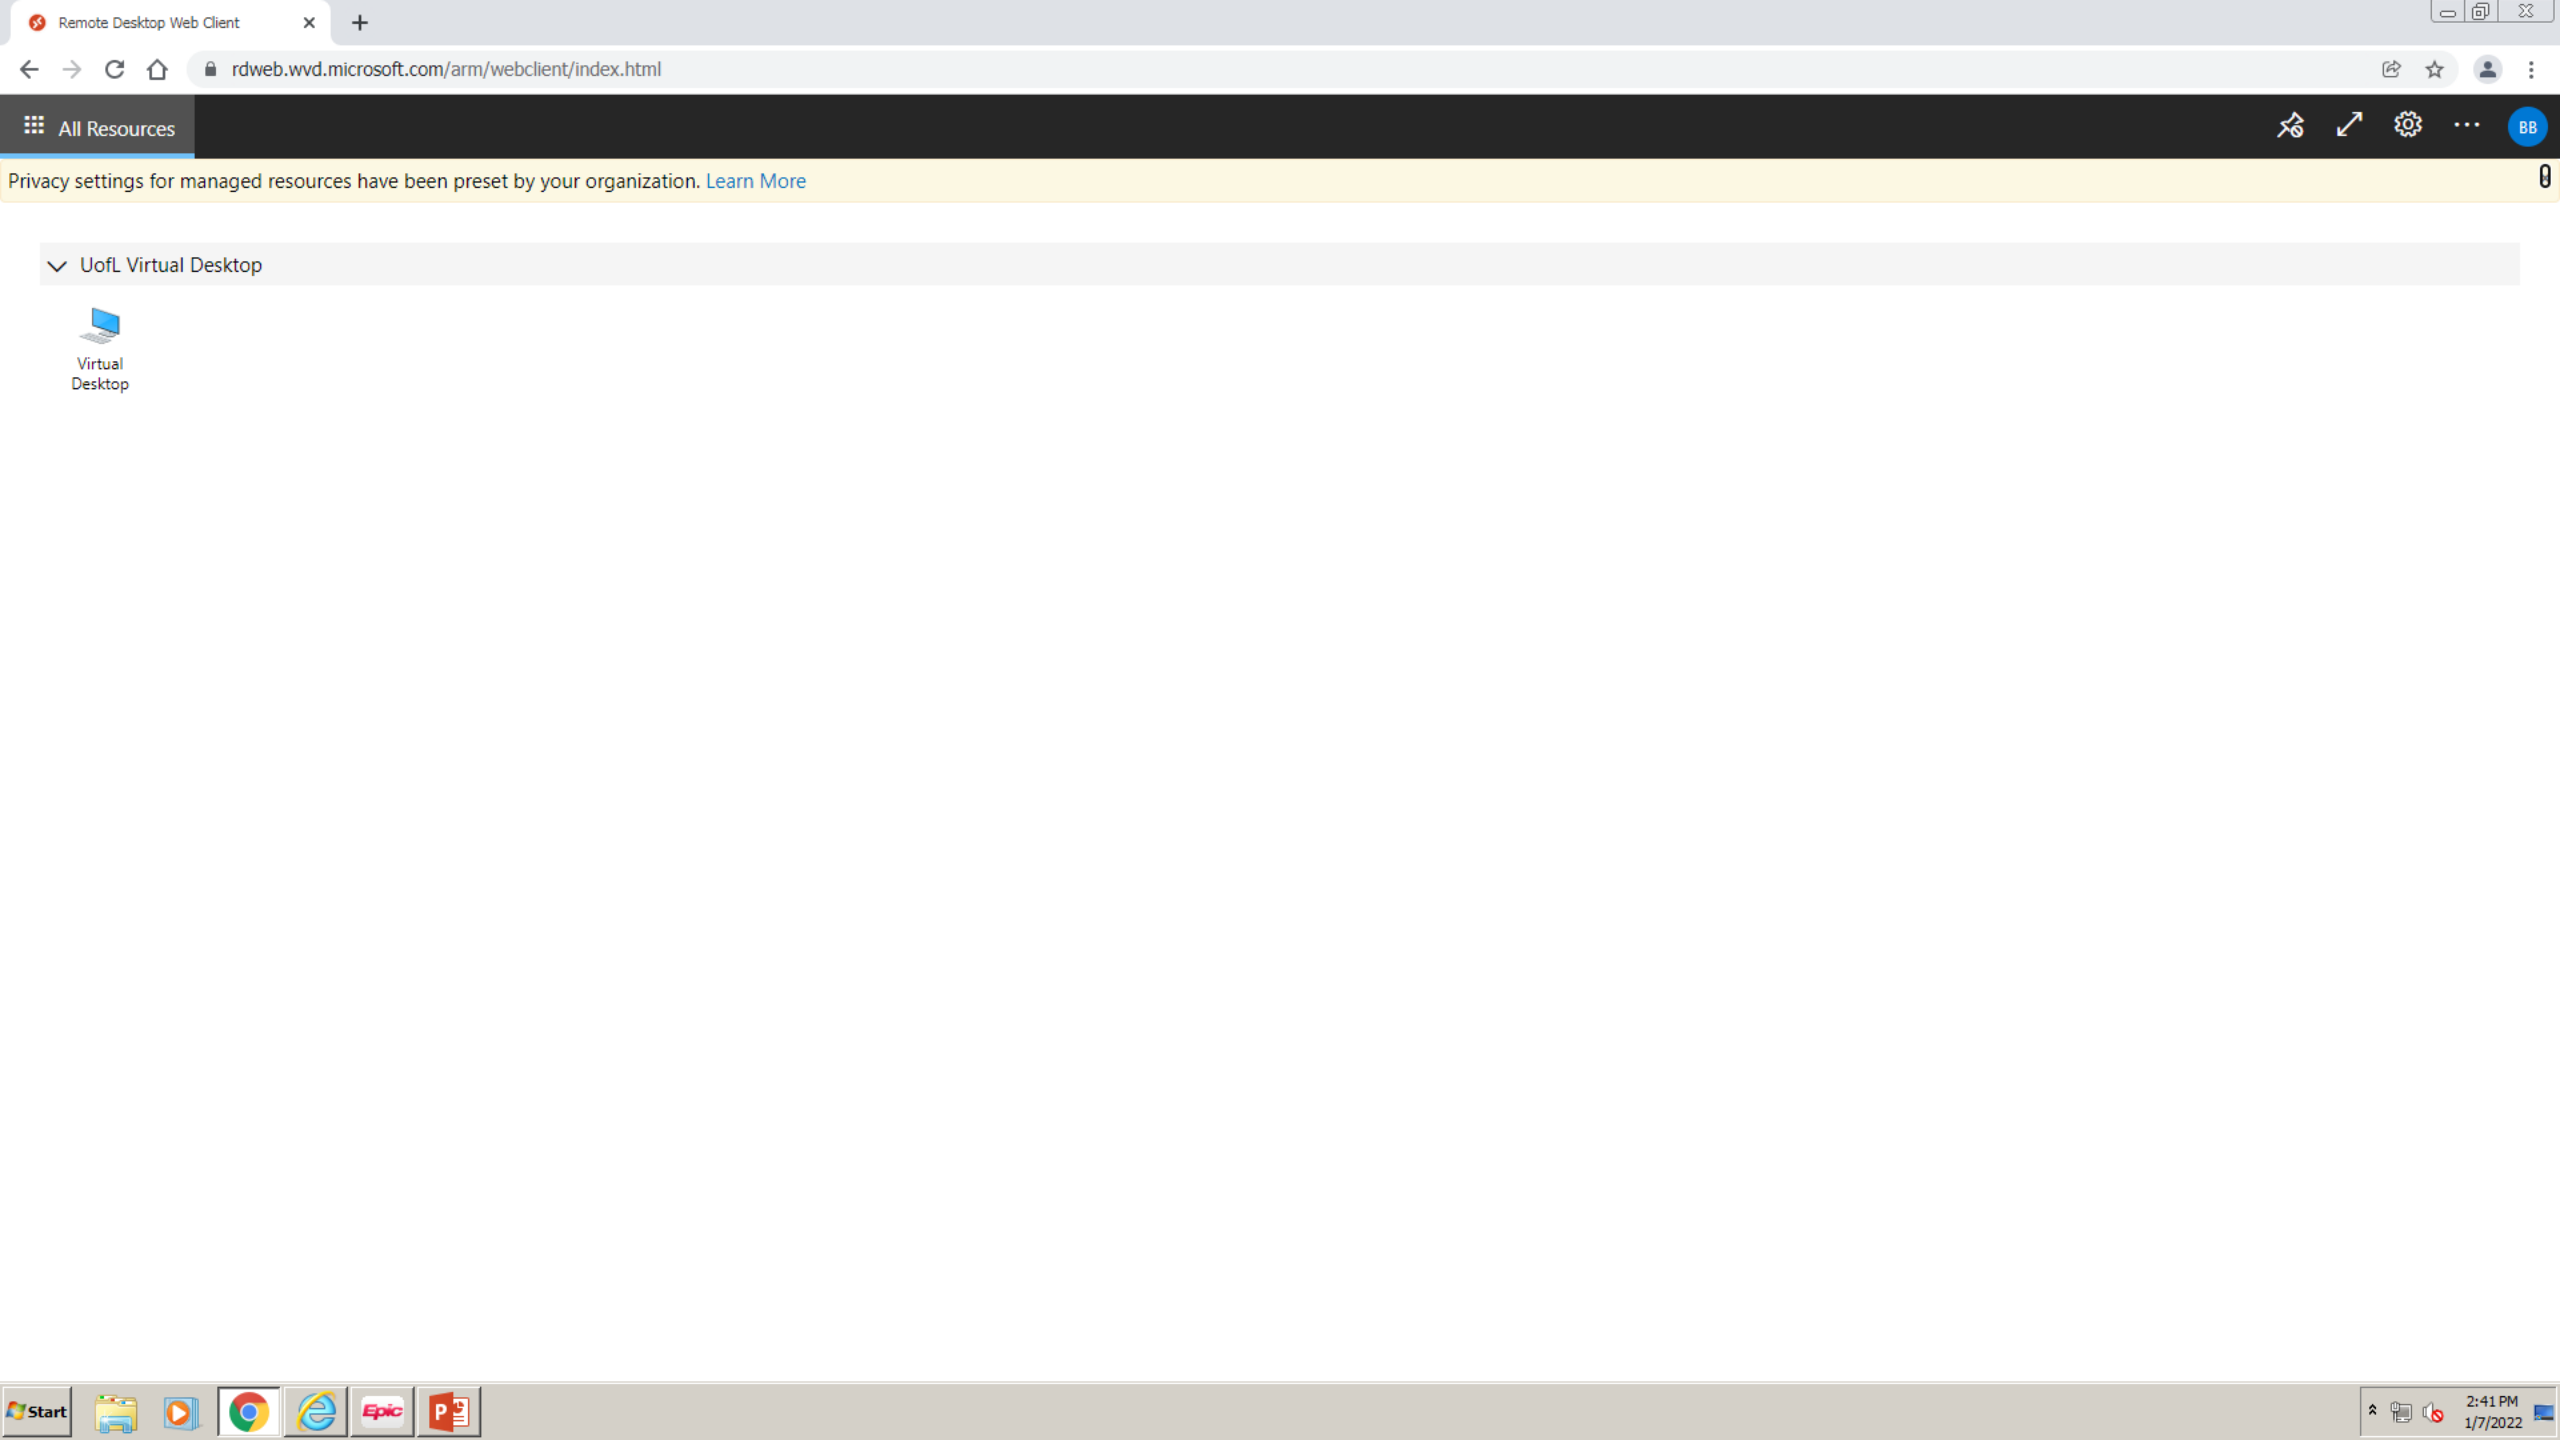 Remote Desktop Web Client
rdweb.wvd.microsoft.com/arm/webclient/index.html
All Resources
BB
Privacy settings for managed resources have been preset by your organization. Learn More
UofL Virtual Desktop
Virtual
Desktop
Start
Epic
P
2:41 PM
1/7/2022